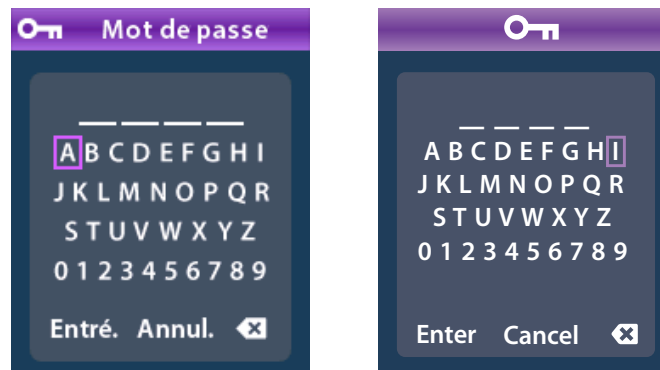 Mot de passe
A B C D E F G H I
J K L M N O P Q R
S T U V W X Y Z
0 1 2 3 4 5 6 7 8 9
Entré. Annul.
A B C D E F G H I
J K L M N O P Q R
S T U V W X Y Z
0 1 2 3 4 5 6 7 8 9
Enter Cancel